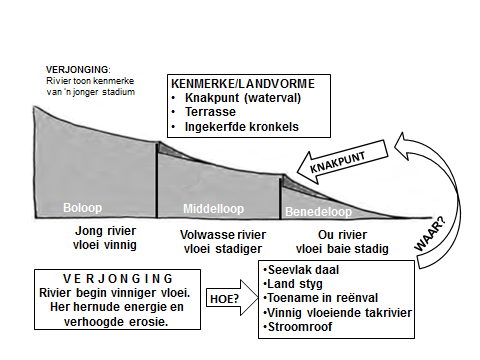 VERJONGING:
Rivier toon kenmerke
van 'n jonger stadium
KENMERKE/LANDVORME
• Knakpunt (waterval)
• Terrasse
• Ingekerfde kronkels
KNAKPUNT
Boloop
Middelloop
Benedeloop
WAAR?
Jong rivier
vloei vinnig
Volwasse rivier
vloei stadiger
Ou rivier
vloei baie stadig
VERJONGING
Rivier begin vinniger vloei.
Her hernude energie en
verhoogde erosie.
HOE?
•Seevlak daal
•Land styg
•Toename in reënval
•Vinnig vloeiende takrivier
•Stroomroof